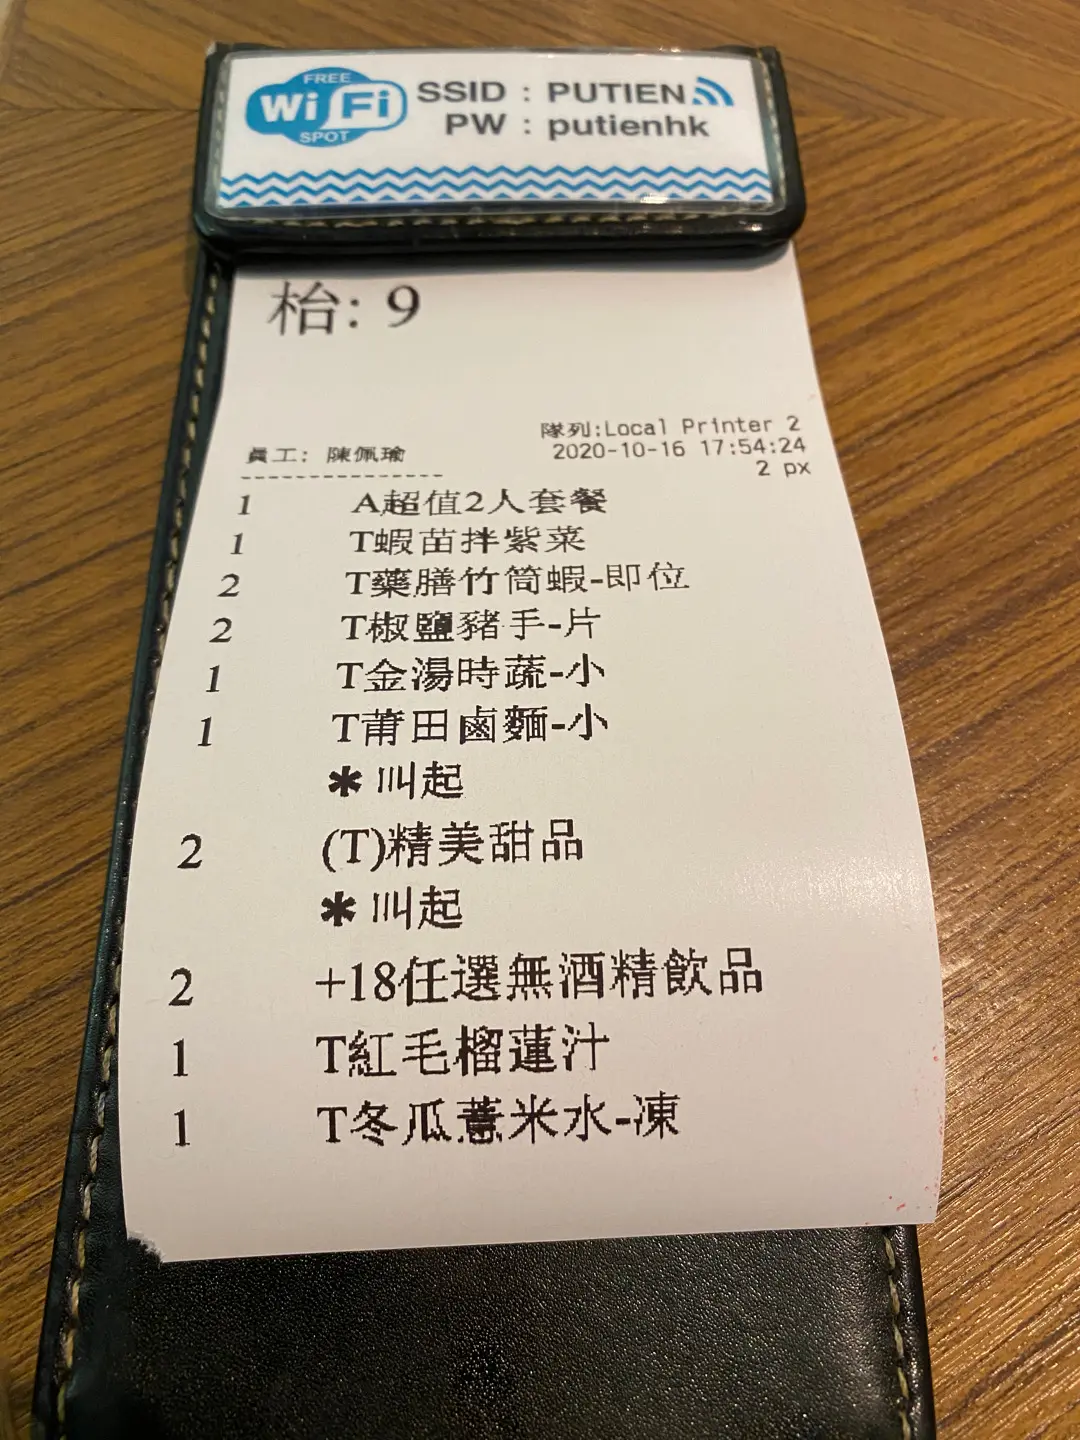 FREE
WiFi
SPOT
SSID : PUTIEN
PW : putienhk
枱: 9
隊列:Local Printer 2
員工: 陳佩瑜
2020-10-16 17:54:24
2 px
1 A超值2人套餐
1 T蝦苗拌紫菜
2 T藥膳竹筒蝦-即位
2 T椒鹽豬手-片
1 T金湯時蔬-小
1 T莆田鹵麵-小
* 叫起
2 (T)精美甜品
* 叫起
2 +18任選無酒精飲品
1 T紅毛榴蓮汁
1 T冬瓜薏米水-凍